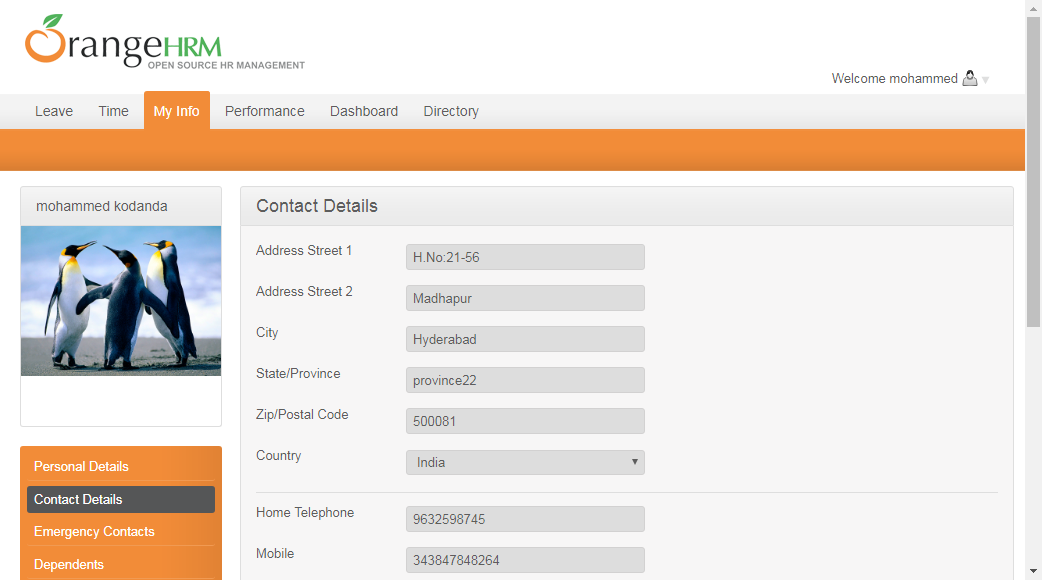 OrangeHRM
OPEN SOURCE HR MANAGEMENT
Welcome mohammed
Leave Time My Info Performance Dashboard Directory
mohammed kodanda
Contact Details
Address Street 1 H.No:21-56
Address Street 2 Madhapur
City Hyderabad
State/Province province22
Zip/Postal Code 500081
Country India
Home Telephone 9632598745
Mobile 343847848264
Personal Details
Contact Details
Emergency Contacts
Dependents